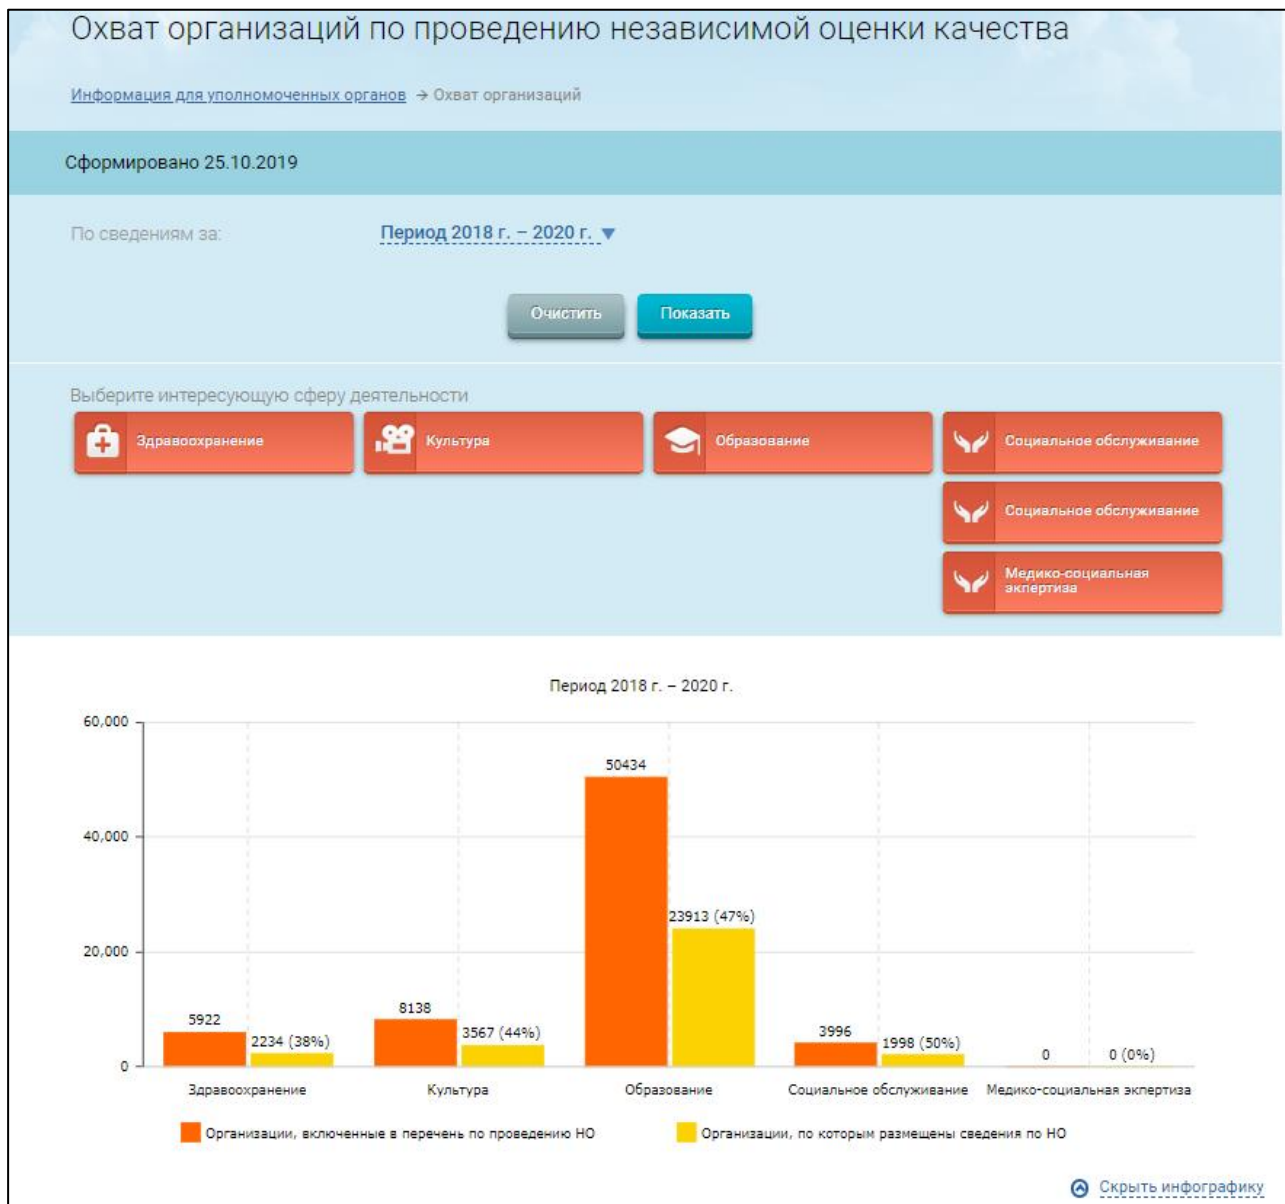 Охват организаций по проведению независимой оценки качества
Информация для уполномоченных органов → Охват организаций
Сформировано 25.10.2019
По сведениям за: Период 2018 г. – 2020 г. ▼
Очистить Показать
Выберите интересующую сферу деятельности
Здравоохранение Культура Образование Социальное обслуживание
Социальное обслуживание
Медико-социальная
экпертиза
Период 2018 г. – 2020 г.
60,000
50434
40,000
23913 (47%)
20,000
5922 2234 (38%) 8138 3567 (44%) 3996 1998 (50%) 0 0 (0%)
0
Здравоохранение Культура Образование Социальное обслуживание Медико-социальная экпертиза
Организации, включенные в перечень по проведению НО Организации, по которым размещены сведения по НО
Скрыть инфографику